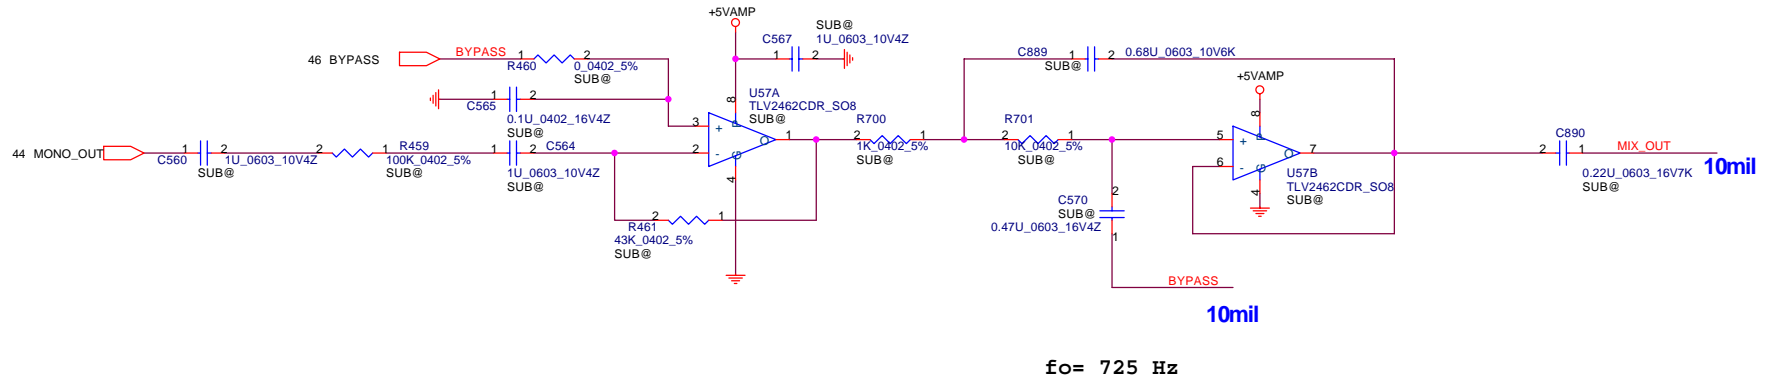 +5VAMP
46 BYPASS
BYPASS
1
2
R460
0_0402_5%
SUB@
C567
SUB@
1U_0603_10V4Z
1
2
C889
SUB@
1
2
0.68U_0603_10V6K
+5VAMP
1
2
C565
0.1U_0402_16V4Z
SUB@
8
U57A
TLV2462CDR_SO8
SUB@
3
+
P
O
1
2
-
G
4
44 MONO_OUT
1
2
C560
1U_0603_10V4Z
SUB@
2
1
R459
100K_0402_5%
SUB@
1
2
C564
1U_0603_10V4Z
SUB@
2
1
R461
43K_0402_5%
SUB@
R700
2
1
1K_0402_5%
SUB@
R701
2
1
10K_0402_5%
SUB@
8
5
+
P
O
7
6
-
G
4
U57B
TLV2462CDR_SO8
SUB@
C570
SUB@
0.47U_0603_16V4Z
2
1
C890
2
1
0.22U_0603_16V7K
SUB@
MIX_OUT
10mil
BYPASS
10mil
fo= 725 Hz